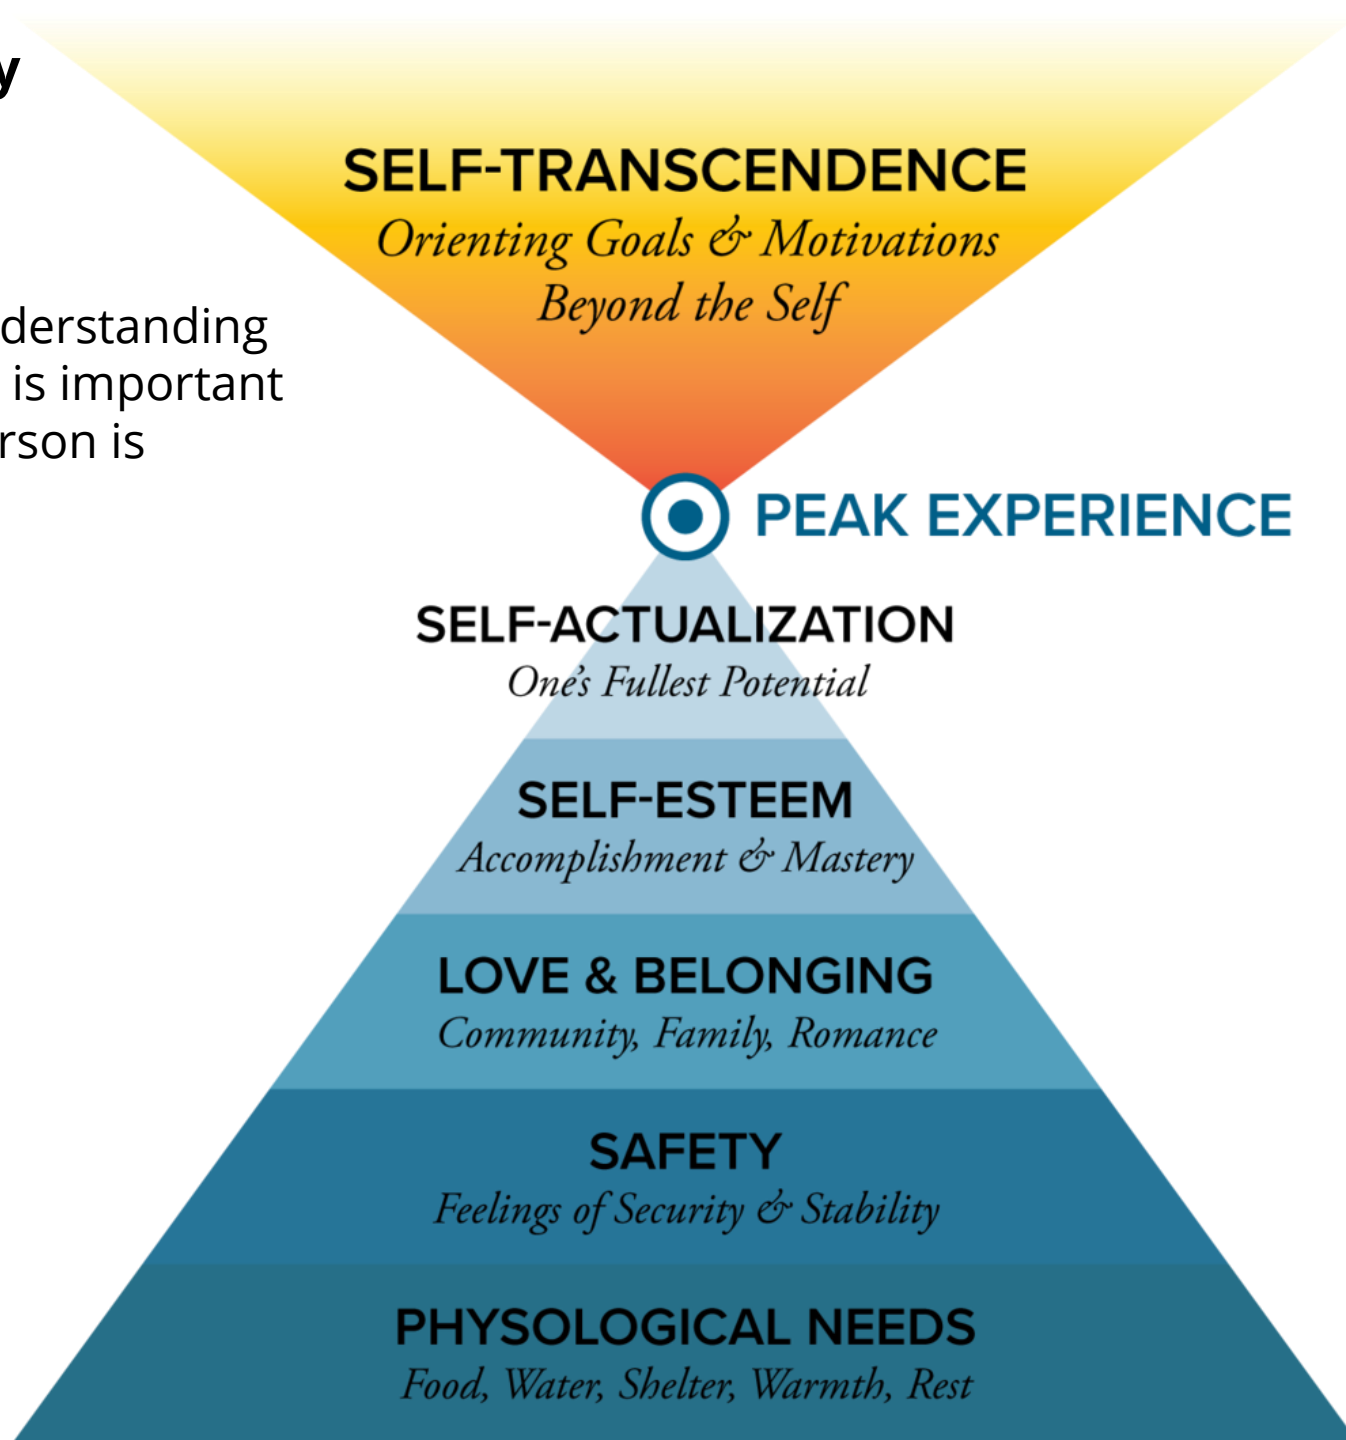 y
SELF-TRANSCENDENCE
Orienting Goals & Motivations
Beyond the Self
derstanding
is important
rson is
PEAK EXPERIENCE
SELF-ACTUALIZATION
One's Fullest Potential
SELF-ESTEEM
Accomplishment & Mastery
LOVE & BELONGING
Community, Family, Romance
SAFETY
Feelings of Security & Stability
PHYSOLOGICAL NEEDS
Food, Water, Shelter, Warmth, Rest